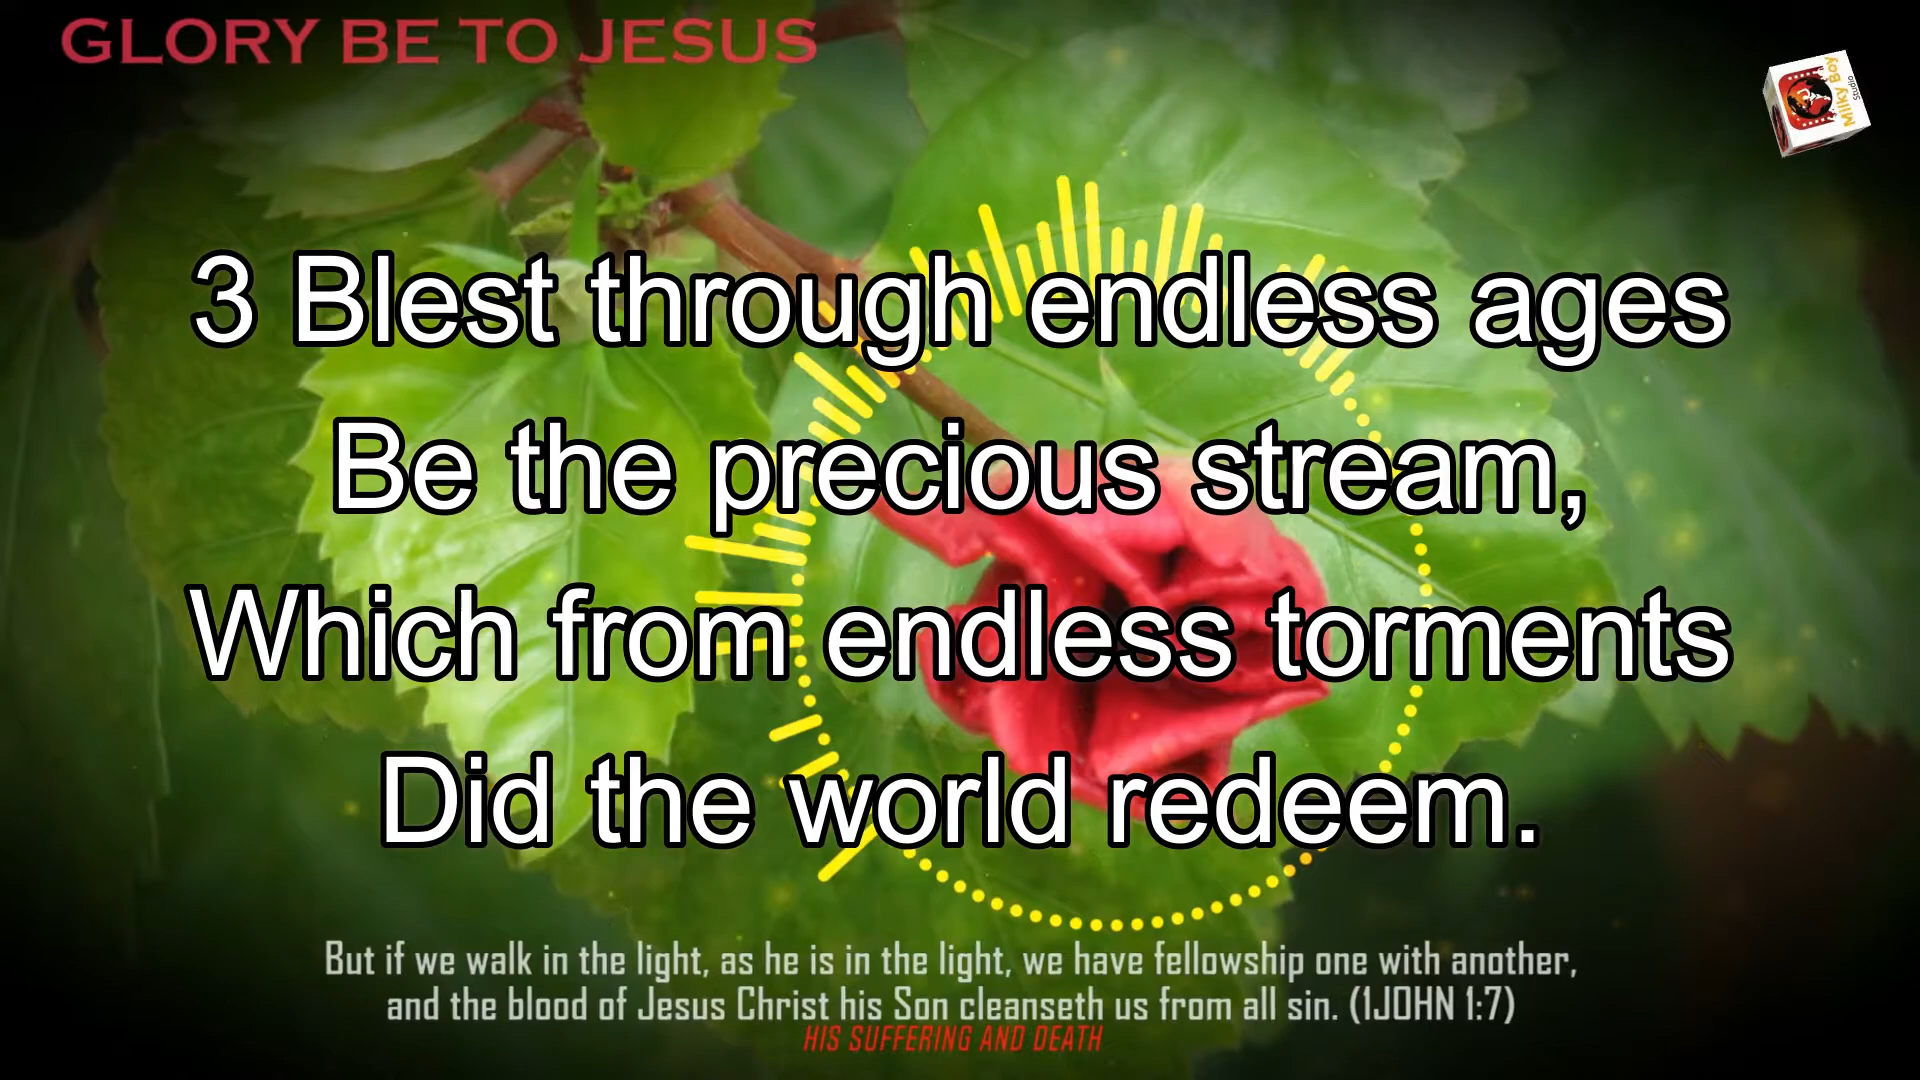 GLORY BE TO JESUS
Milky Boy
Studio
3 Blest through endless ages
Be the precious stream,
Which from endless torments
Did the world redeem.
But if we walk in the light, as he is in the light, we have fellowship one with another,
and the blood of Jesus Christ his Son cleanseth us from all sin. (1JOHN 1:7)
HIS SUFFERING AND DEATH